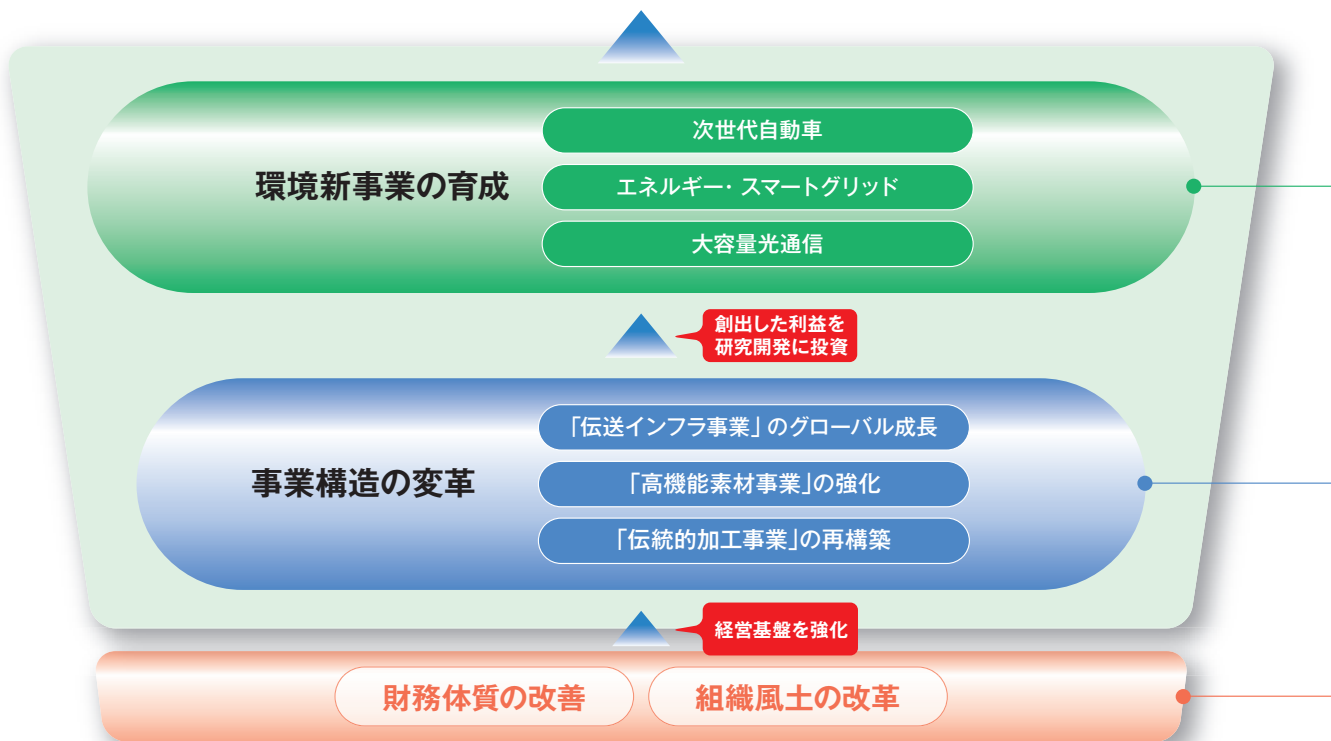 環境新事業の育成
次世代自動車
エネルギー・スマートグリッド
大容量光通信
創出した利益を
研究開発に投資
事業構造の変革
「伝送インフラ事業」のグローバル成長
「高機能素材事業」の強化
「伝統的加工事業」の再構築
経営基盤を強化
財務体質の改善
組織風土の改革